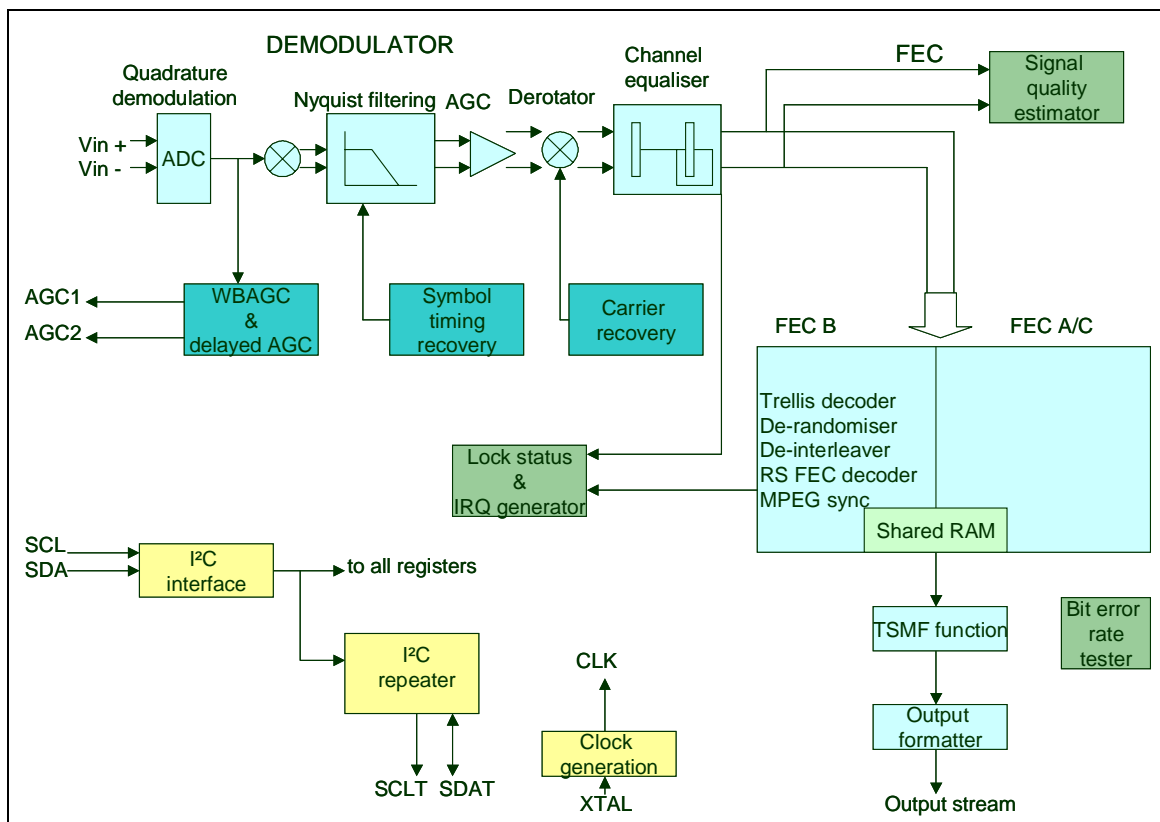 DEMODULATOR
Quadrature
demodulation
Nyquist filtering
AGC
Derotator
Channel
equaliser
FEC
Signal
quality
estimator
Vin +
Vin -
ADC
AGC1
AGC2
WBAGC
&
delayed AGC
Symbol
timing
recovery
Carrier
recovery
FEC B
FEC A/C
Trellis decoder
De-randomiser
De-interleaver
RS FEC decoder
MPEG sync
Shared RAM
Lock status
&
IRQ generator
SCL
SDA
I²C
interface
to all registers
I²C
repeater
SCLT
SDAT
CLK
Clock
generation
XTAL
TSMF function
Bit error
rate
tester
Output
formatter
Output stream